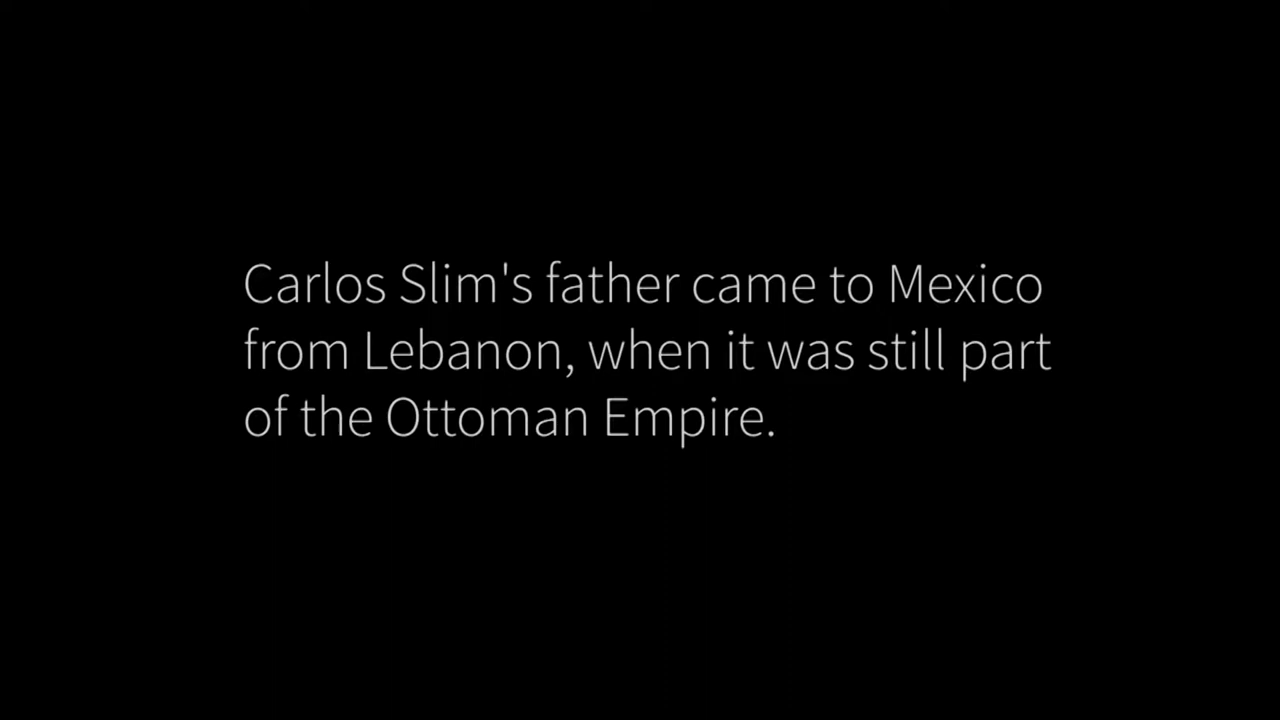 Carlos Slim's father came to Mexico
from Lebanon, when it was still part
of the Ottoman Empire.